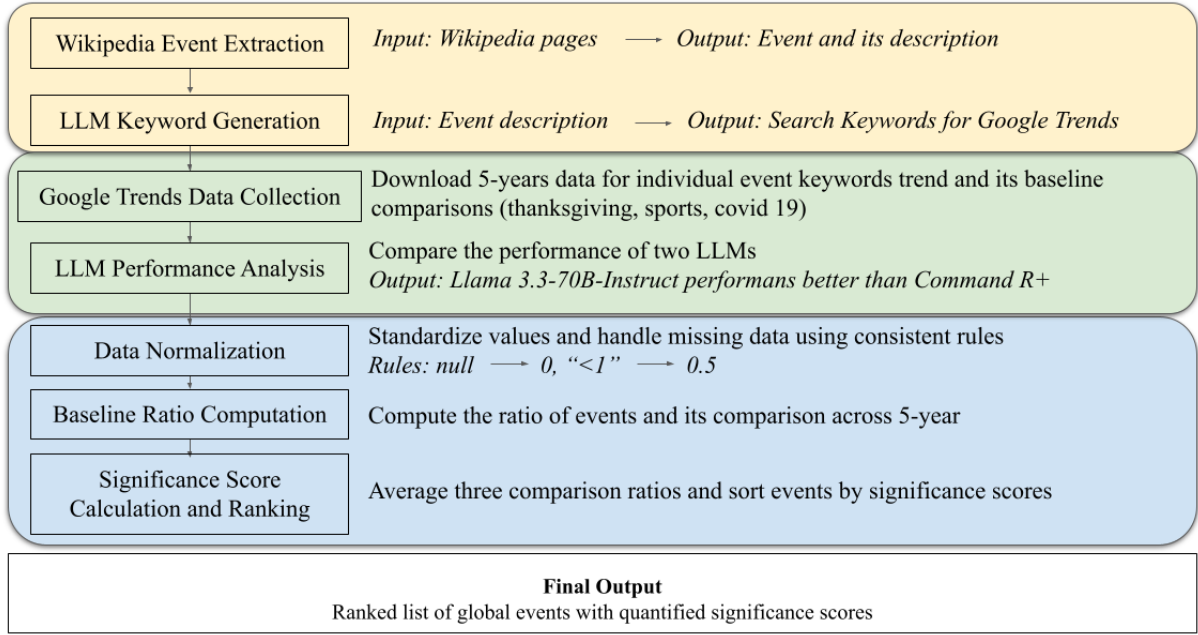 Wikipedia Event Extraction
Input: Wikipedia pages → Output: Event and its description
LLM Keyword Generation
Input: Event description → Output: Search Keywords for Google Trends
Google Trends Data Collection
Download 5-years data for individual event keywords trend and its baseline
comparisons (thanksgiving, sports, covid 19)
LLM Performance Analysis
Compare the performance of two LLMs
Output: Llama 3.3-70B-Instruct performans better than Command R+
Data Normalization
Standardize values and handle missing data using consistent rules
Rules: null → 0, “<1” → 0.5
Baseline Ratio Computation
Compute the ratio of events and its comparison across 5-year
Significance Score
Calculation and Ranking
Average three comparison ratios and sort events by significance scores
Final Output
Ranked list of global events with quantified significance scores